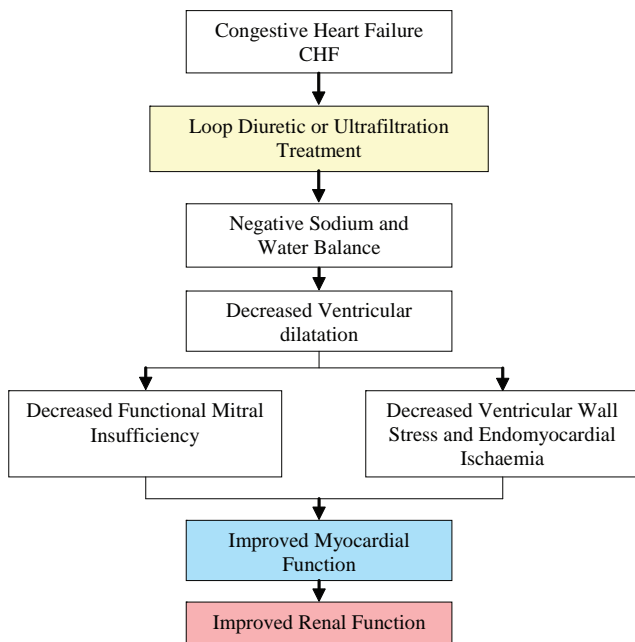 Congestive Heart Failure
CHF
Loop Diuretic or Ultrafiltration
Treatment
Negative Sodium and
Water Balance
Decreased Ventricular
dilatation
Decreased Functional Mitral
Insufficiency
Decreased Ventricular Wall
Stress and Endomyocardial
Ischaemia
Improved Myocardial
Function
Improved Renal Function